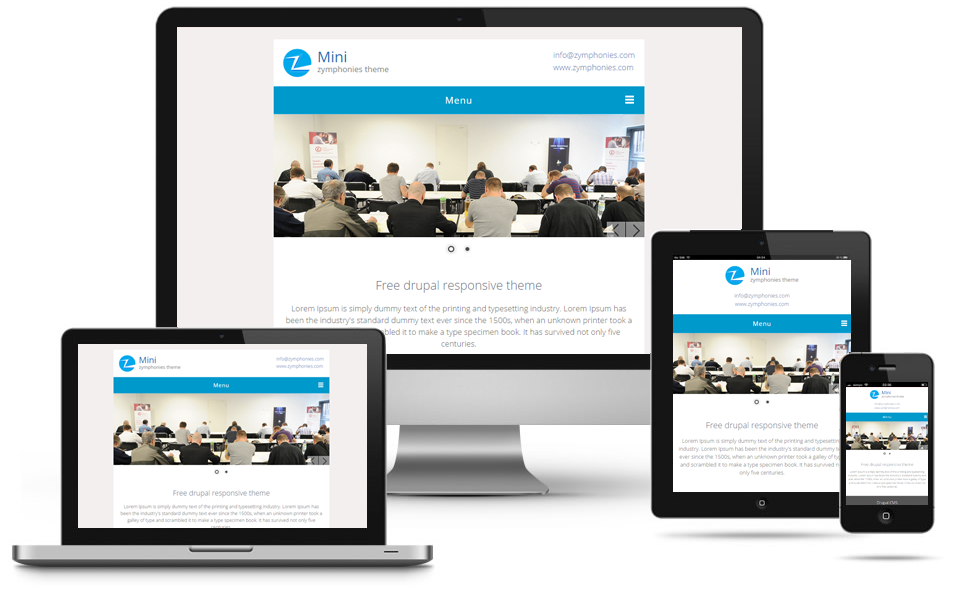 Mini
zymphonies theme
info@zymphonies.com
www.zymphonies.com
Menu
Free drupal responsive theme
Lorem Ipsum is simply dummy text of the printing and typesetting industry. Lorem Ipsum has
been the industry's standard dummy text ever since the 1500s, when an unknown printer took a
bled it to make a type specimen book. It has survived not only five
centuries.
Mini
zymphonies theme
info@zymphonies.com
www.zymphonies.com
Menu
Free drupal responsive theme
Lorem Ipsum is simply dummy text of the printing and typesetting industry. Lorem Ipsum
has been the industry's standard dummy text ever since the 1500s, when an unknown printer took a
galley of type and scrambled it to make a type specimen book. It has survived not only five
centuries.
Mini
zymphonies theme
info@zymphonies.com
www.zymphonies.com
Menu
Free drupal responsive theme
Lorem Ipsum is simply dummy text of the printing and typesetting
industry. Lorem Ipsum has been the industry's standard dummy text
ever since the 1500s, when an unknown printer took a galley of type
and scrambled it to make a type specimen book. It has survived not
only five centuries.
Mini
Menu
Free drupal responsive theme
Drupal CMS